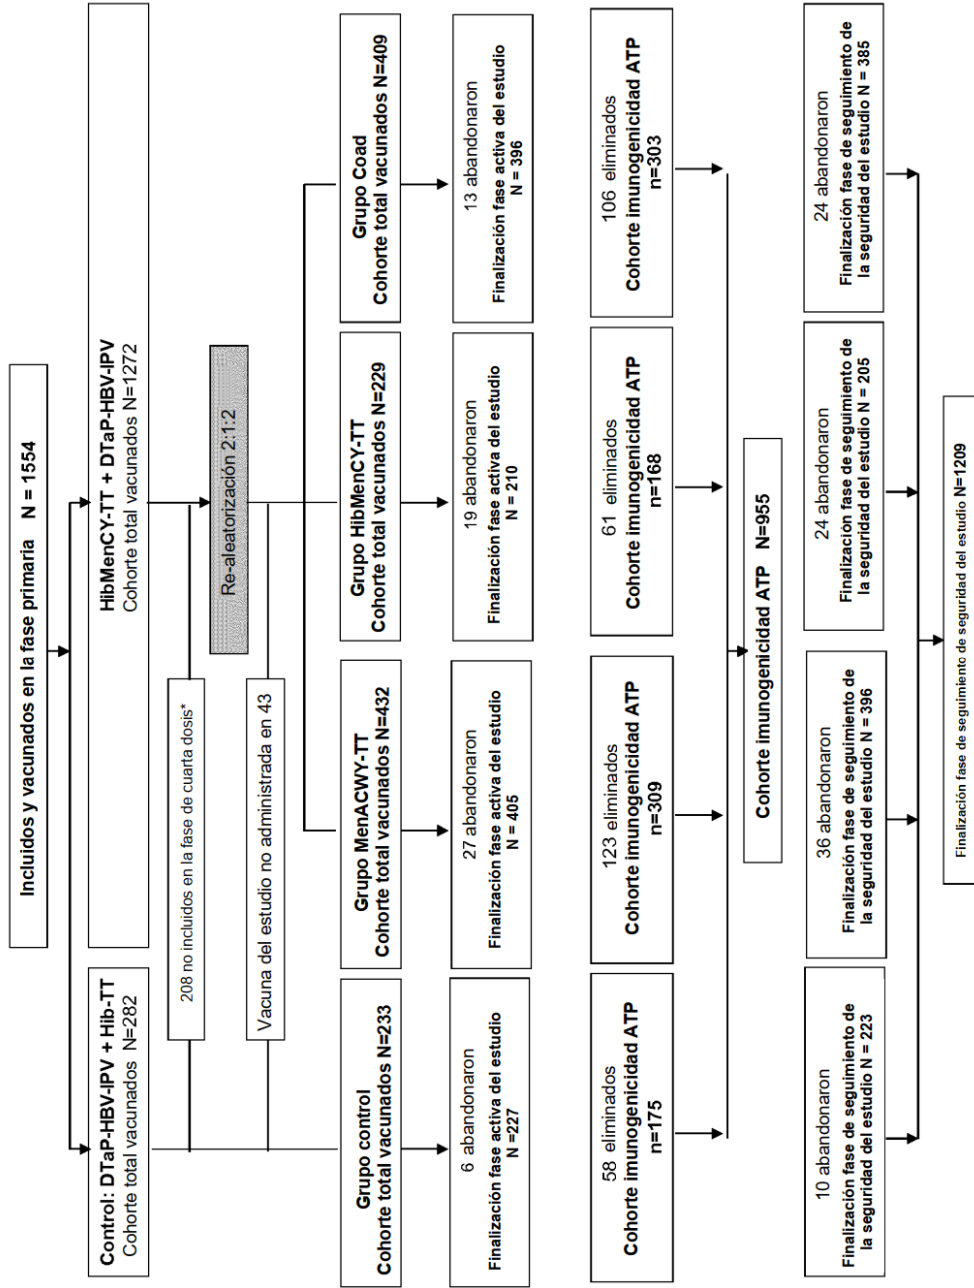 Incluidos y vacunados en la fase primaria N = 1554
Control: DTaP-HBV-IPV + Hib-TT
Cohorte total vacunados N=282
HibMenCY-TT + DTaP-HBV-IPV
Cohorte total vacunados N=1272
208 no incluidos en la fase de cuarta dosis*
Re-aleatorización 2:1:2
Vacuna del estudio no administrada en 43
Grupo control
Cohorte total vacunados N=233
Grupo MenACWY-TT
Cohorte total vacunados N=432
Grupo HibMenCY-TT
Cohorte total vacunados N=229
Grupo Coad
Cohorte total vacunados N=409
6 abandonaron
Finalización fase activa del estudio
N =227
27 abandonaron
Finalización fase activa del estudio
N = 405
19 abandonaron
Finalización fase activa del estudio
N = 210
13 abandonaron
Finalización fase activa del estudio
N = 396
58 eliminados
Cohorte imunogenicidad ATP
n=175
123 eliminados
Cohorte imunogenicidad ATP
n=309
61 eliminados
Cohorte imunogenicidad ATP
n=168
106 eliminados
Cohorte imunogenicidad ATP
n=303
Cohorte imunogenicidad ATP N=955
10 abandonaron
Finalización fase de seguimiento de
la seguridad del estudio N = 223
36 abandonaron
Finalización fase de seguimiento de
la seguridad del estudio N = 396
24 abandonaron
Finalización fase de seguimiento de
la seguridad del estudio N = 205
24 abandonaron
Finalización fase de seguimiento de
la seguridad del estudio N = 385
Finalización fase de seguimiento de seguridad del estudio N=1209